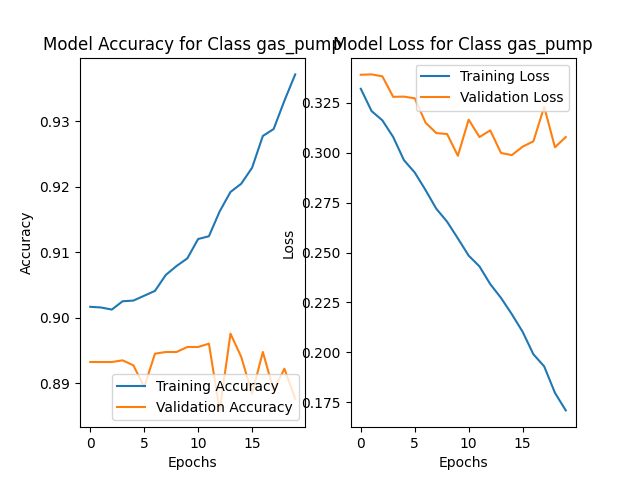 Model Accuracy for Class gas_pump
Model Loss for Class gas_pump
Accuracy
0.93
0.92
0.91
0.90
0.89
Training Accuracy
Validation Accuracy
0 5 10 15
Epochs
Loss
0.325
0.300
0.275
0.250
0.225
0.200
0.175
Training Loss
Validation Loss
0 5 10 15
Epochs